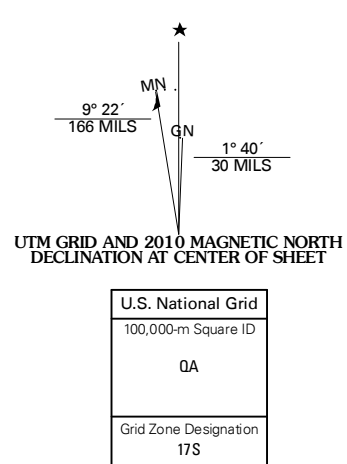 ★
MN
GN
9° 22´
166 MILS
1° 40´
30 MILS
UTM GRID AND 2010 MAGNETIC NORTH
DECLINATION AT CENTER OF SHEET
U.S. National Grid
100,000-m Square ID
QA
Grid Zone Designation
17S